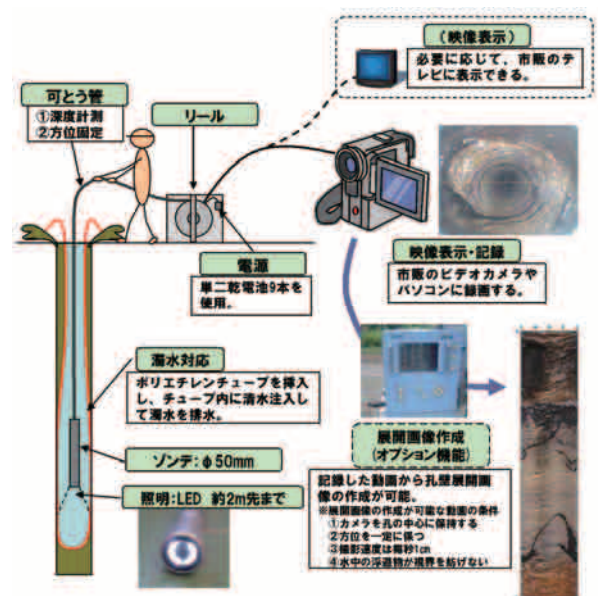 (映像表示)
必要に応じて、市販のテ
レビに表示できる。
可とう管
①深度計測
②方位固定
リール
電源
単二乾電池9本を
使用。
映像表示・記録
市販のビデオカメラや
パソコンに録画する。
濁水対応
ポリエチレンチューブを挿入
し、チューブ内に清水注入し
て濁水を排水。
ゾンデ:φ50mm
照明:LED 約2m先まで
展開画像作成
(オプション機能)
記録した動画から孔壁展開画
像の作成が可能。
※展開画像の作成が可能な動画の条件
①カメラを孔の中心に保持する
②方位を一定に保つ
③撮影速度は毎秒1cm
④水中の浮遊物が視界を妨げない